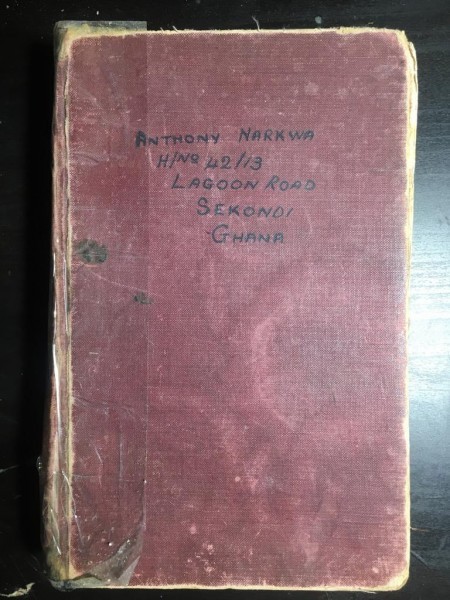 ANTHONY NARKWA
H/No 42/13
LAGOON ROAD
SEKONDI
GHANA